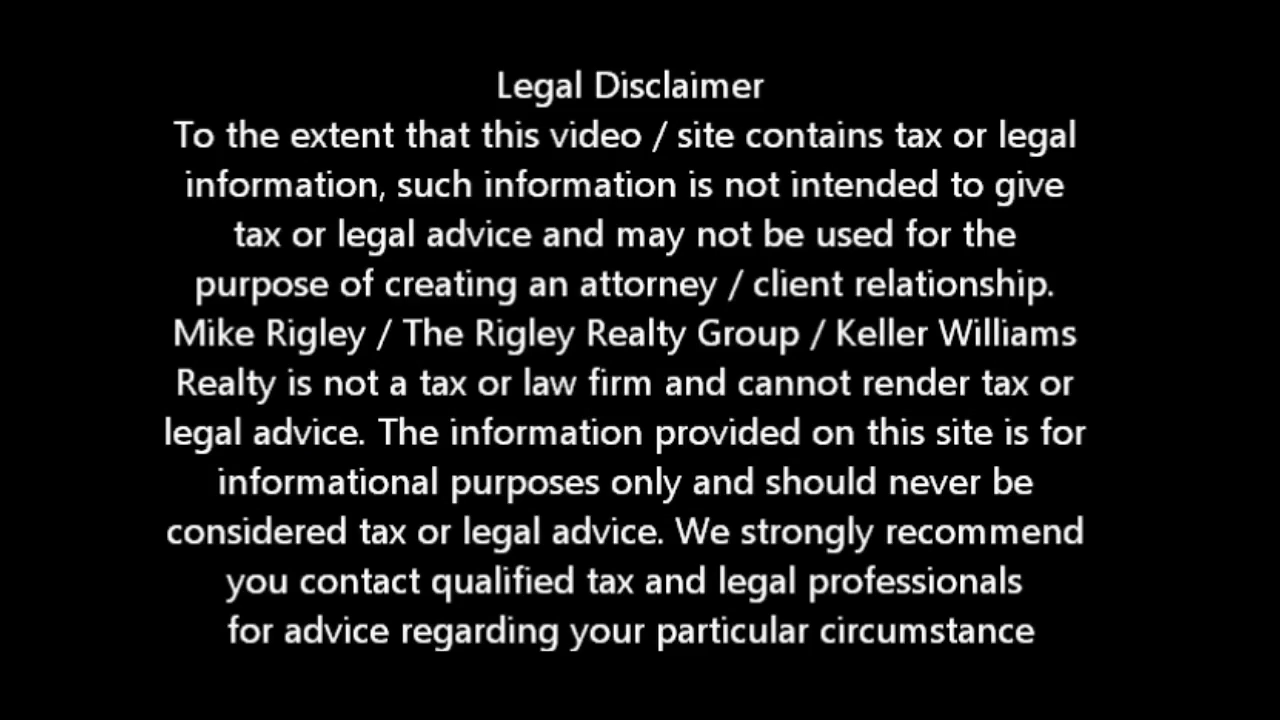 Legal Disclaimer
To the extent that this video / site contains tax or legal
information, such information is not intended to give
tax or legal advice and may not be used for the
purpose of creating an attorney / client relationship.
Mike Rigley / The Rigley Realty Group / Keller Williams
Realty is not a tax or law firm and cannot render tax or
legal advice. The information provided on this site is for
informational purposes only and should never be
considered tax or legal advice. We strongly recommend
you contact qualified tax and legal professionals
for advice regarding your particular circumstance